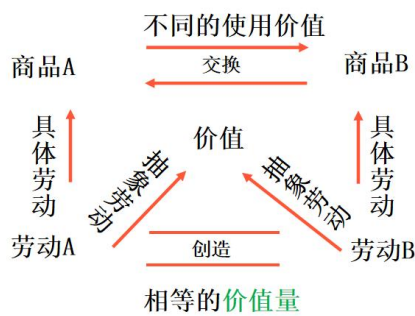 不同的使用价值
商品A
交换
商品B
具体劳动
价值
具体劳动
抽象劳动
抽象劳动
劳动A
创造
劳动B
相等的价值量